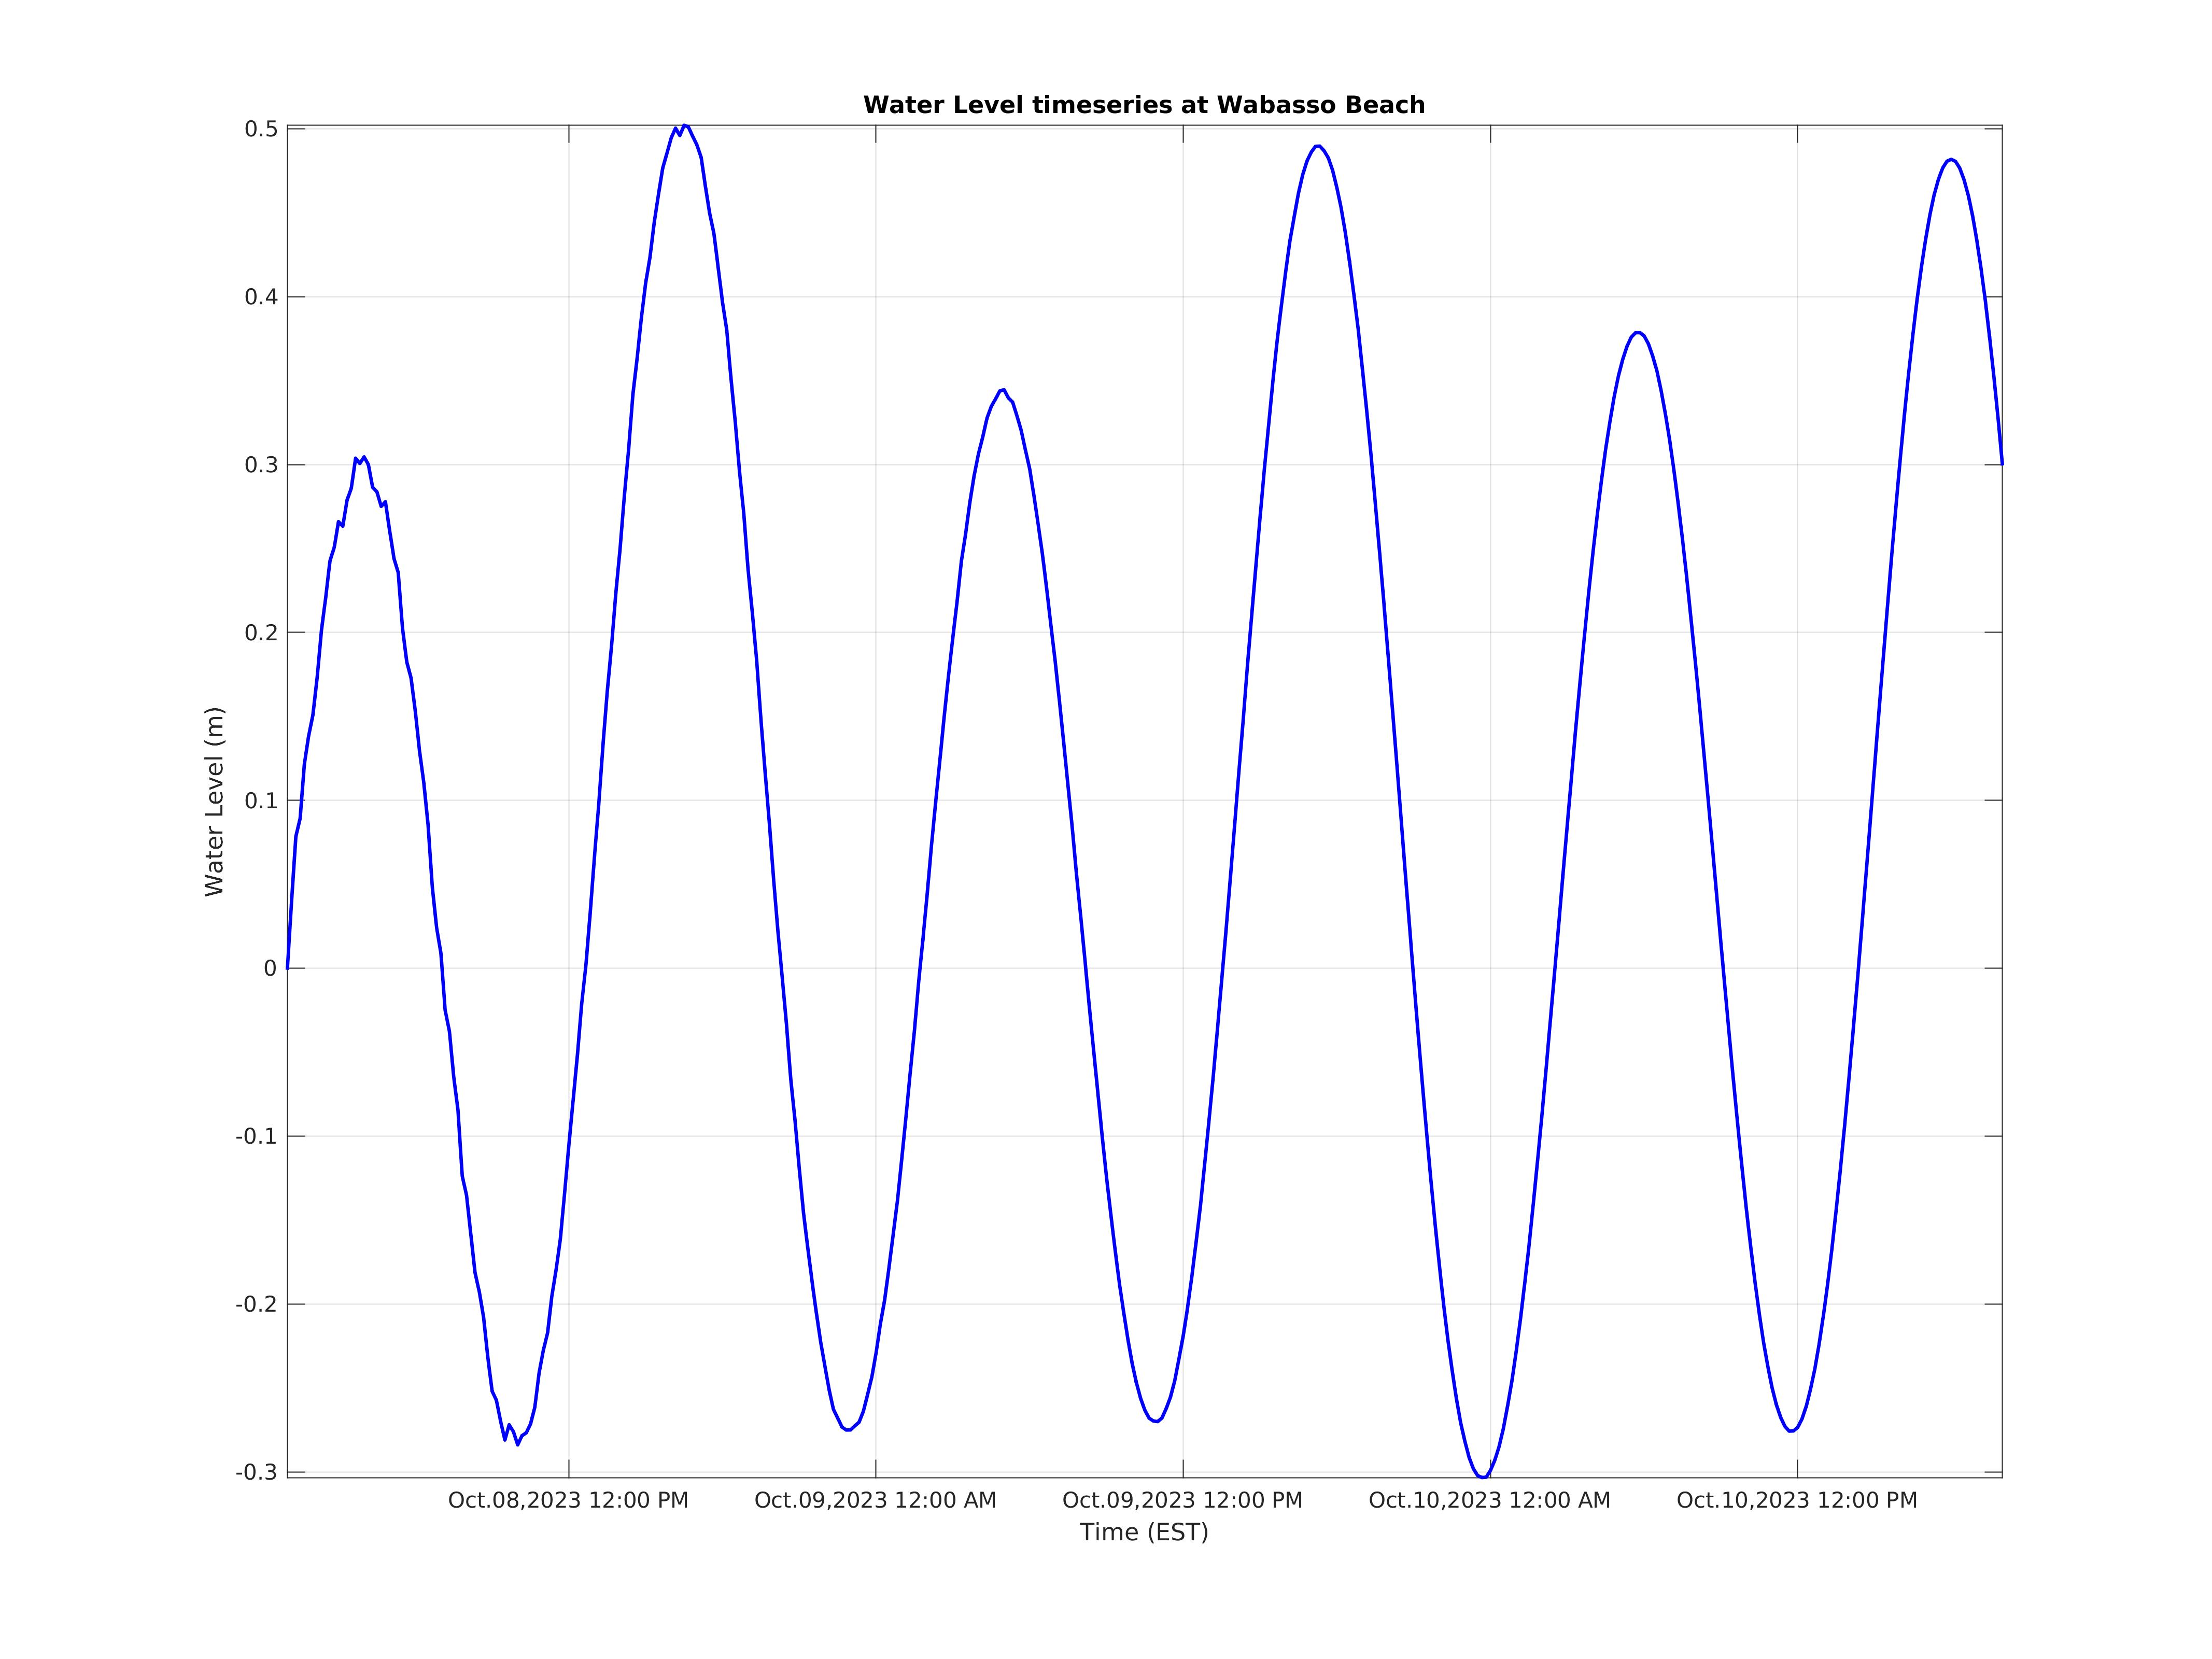 Water Level timeseries at Wabasso Beach
0.5
0.4
0.3
0.2
0.1
0
-0.1
-0.2
-0.3
Water Level (m)
Oct.08,2023 12:00 PM Oct.09,2023 12:00 AM Oct.09,2023 12:00 PM Oct.10,2023 12:00 AM Oct.10,2023 12:00 PM
Time (EST)